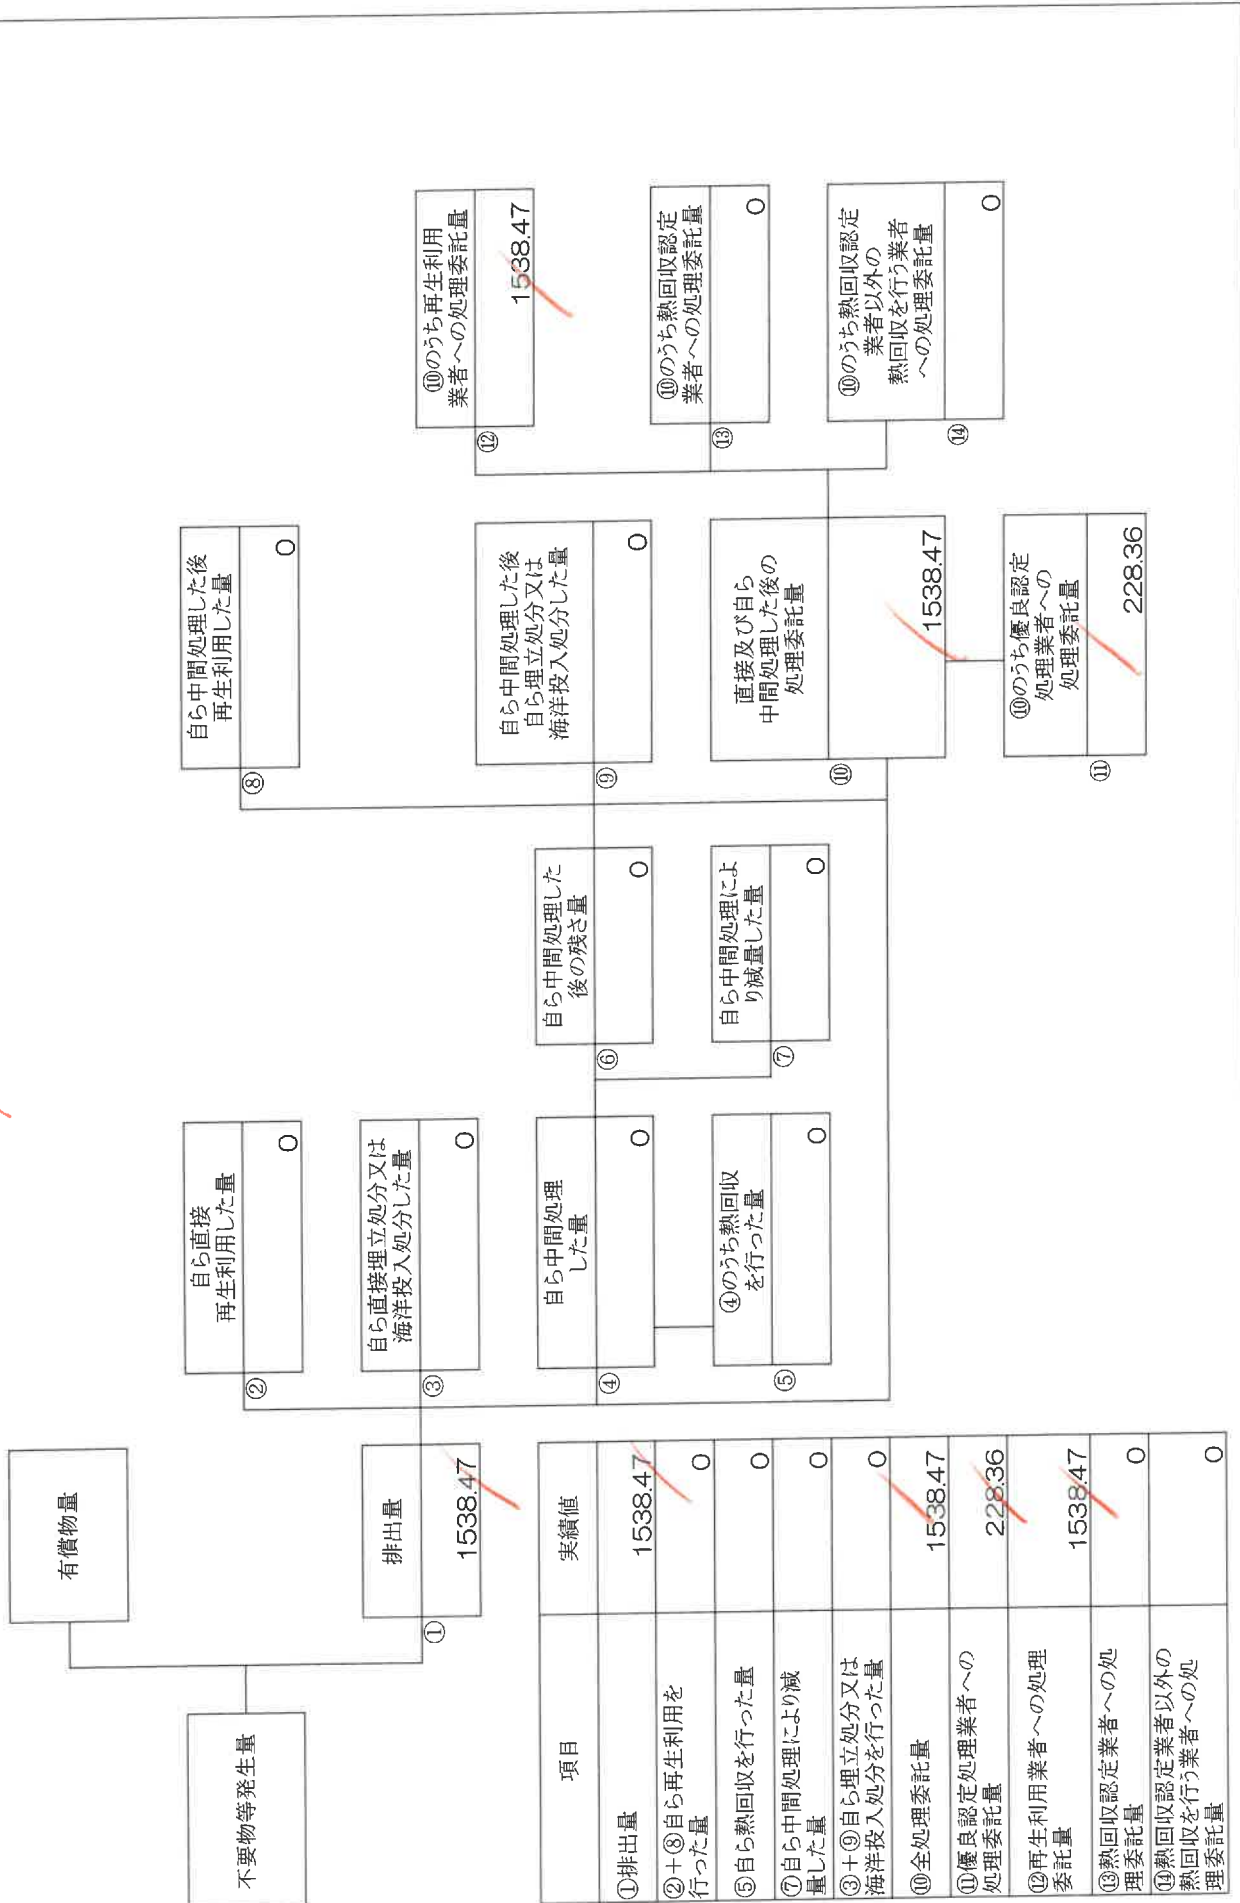 不要物等発生量
有償物量
①
排出量
1538.47
②
自ら直接
再生利用した量
0
③
自ら直接埋立処分又は
海洋投入処分した量
0
④
自ら中間処理
した量
0
⑤
④のうち熱回収
を行った量
0
⑥
自ら中間処理した
後の残さ量
0
⑦
自ら中間処理によ
り減量した量
0
⑧
自ら中間処理した後
再生利用した量
0
⑨
自ら中間処理した後
自ら埋立処分又は
海洋投入処分した量
0
⑩
直接及び自ら
中間処理した後の
処理委託量
1538.47
⑪
⑩のうち優良認定
処理業者への
処理委託量
228.36
⑫
⑩のうち再生利用
業者への処理委託量
1538.47
⑬
⑩のうち熱回収認定
業者への処理委託量
0
⑭
⑩のうち熱回収認定
業者以外の
熱回収を行う業者
への処理委託量
0
項目 実績値
①排出量 1538.47
②+⑧自ら再生利用を
行った量 0
⑤自ら熱回収を行った量 0
⑦自ら中間処理により減
量した量 0
③+⑨自ら埋立処分又は
海洋投入処分を行った量 0
⑩全処理委託量 1538.47
⑪優良認定処理業者への
処理委託量 228.36
⑫再生利用業者への処理
委託量 1538.47
⑬熱回収認定業者への処
理委託量 0
⑭熱回収認定業者以外の
熱回収を行う業者への処
理委託量 0